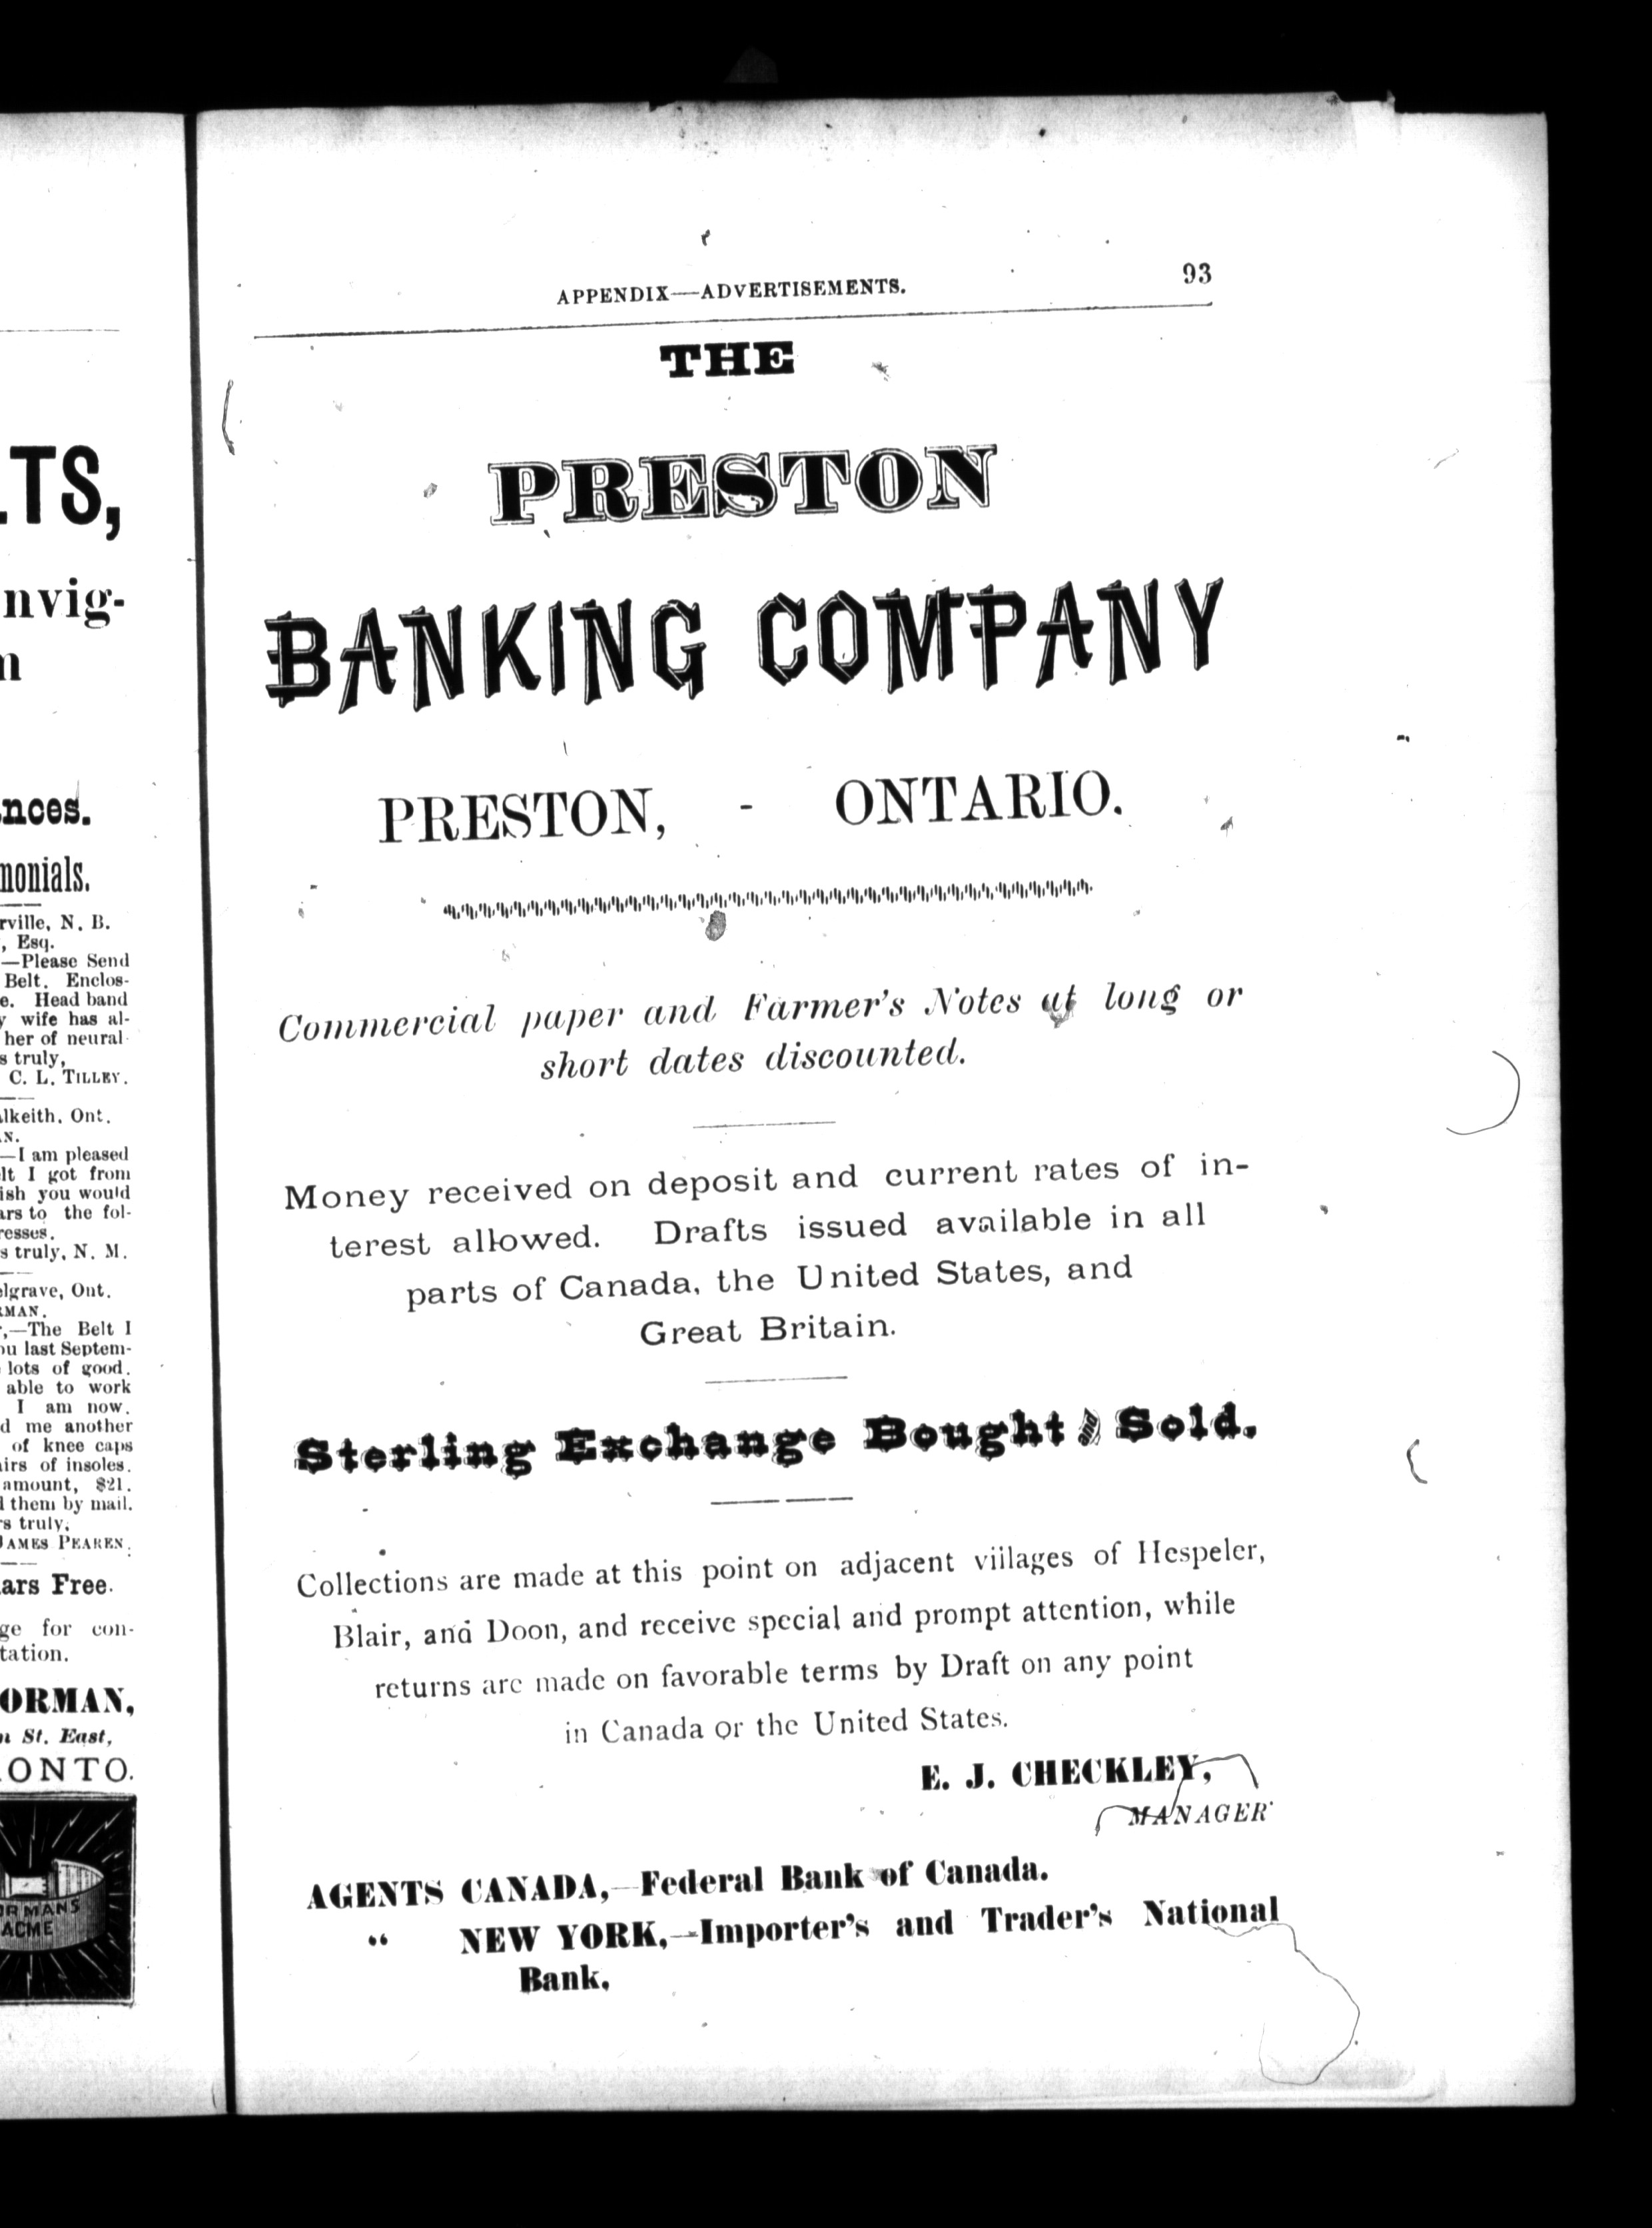 .TS,
nvig-
n
nces.
monials.
rville, N. B.
, Esq.
—Please Send
Belt. Enclos-
e. Head band
y wife has al-
her of neural-
s truly,
C. L. TILLEY.
lkeith, Ont.
N.
—I am pleased
lt I got from
ish you would
ars to the fol-
resses.
s truly, N. M.
elgrave, Ont.
RMAN.
,—The Belt I
ou last Septem-
lots of good.
able to work
I am now.
d me another
of knee caps
airs of insoles.
amount, $21.
l them by mail.
rs truly,
JAMES PEAREN.
ars Free.
ge for con-
tation.
ORMAN,
n St. East,
ONTO.
ORMANS
ACME
APPENDIX—ADVERTISEMENTS. 93
THE
PRESTON
BANKING COMPANY
PRESTON, - ONTARIO.
Commercial paper and Farmer's Notes at long or
short dates discounted.
Money received on deposit and current rates of in-
terest allowed. Drafts issued available in all
parts of Canada, the United States, and
Great Britain.
Sterling Exchange Bought and Sold.
Collections are made at this point on adjacent villages of Hespeler,
Blair, and Doon, and receive special and prompt attention, while
returns are made on favorable terms by Draft on any point
in Canada or the United States.
E. J. CHECKLEY,
MANAGER
AGENTS CANADA,—Federal Bank of Canada.
“ NEW YORK,—Importer's and Trader's National
Bank.